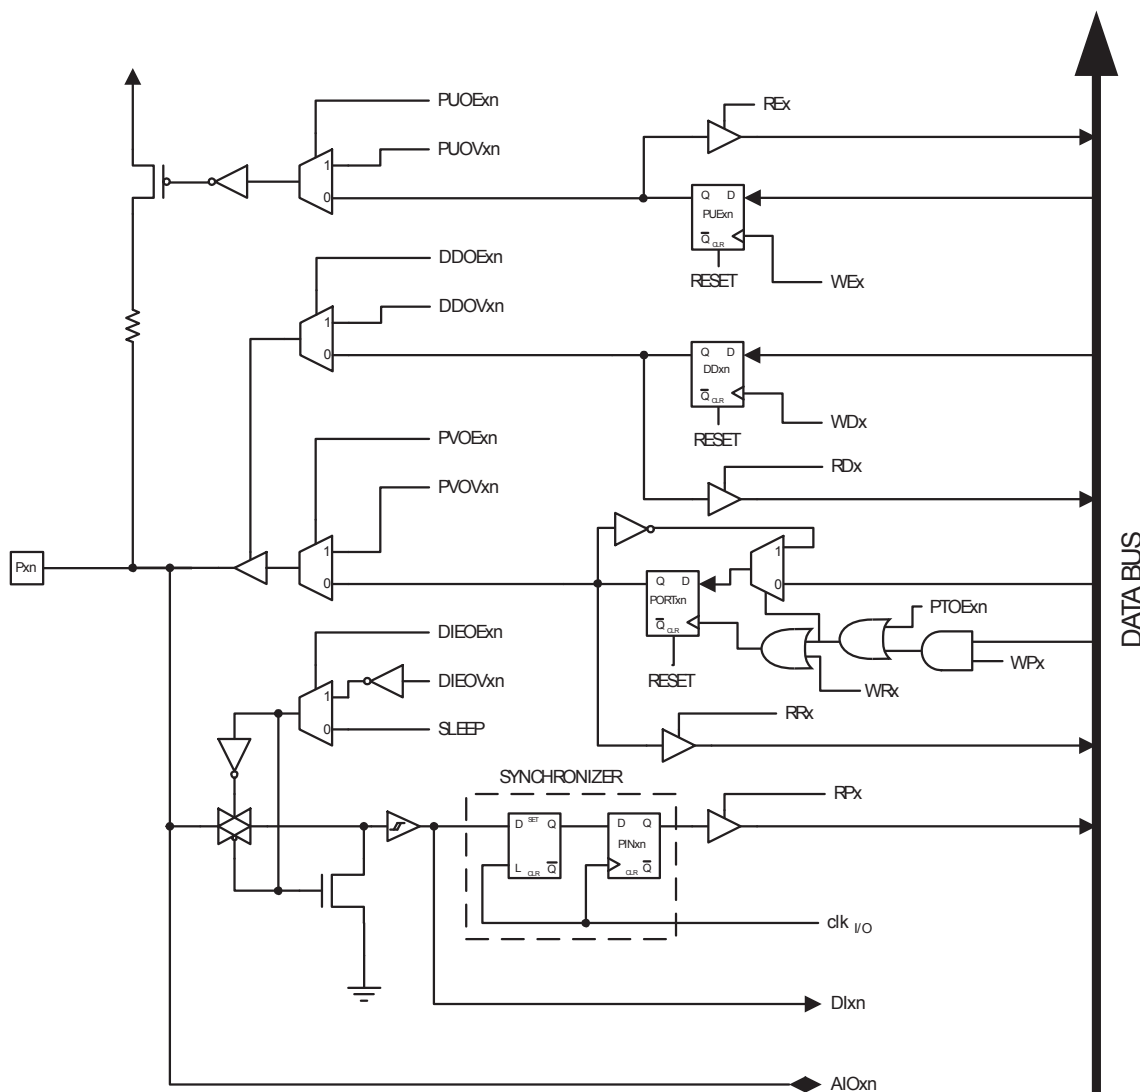 PUOExn
REx
PUOVxn
1
0
Q D
PUExn
Q CLR
RESET
WEx
DDOExn
DDOVxn
1
0
Q D
DDxn
Q CLR
RESET
WDx
PVOExn
RDx
PVOVxn
DATA BUS
Pxn
1
0
Q D
PORTxn
Q CLR
RESET
1
0
PTOExn
WPx
WRx
DIEOExn
DIEOVxn
1
0
SLEEP
RRx
SYNCHRONIZER
RPx
D SET Q
L CLR Q
D Q
PINxn
CLR Q
clk I/O
DIxn
AIOxn